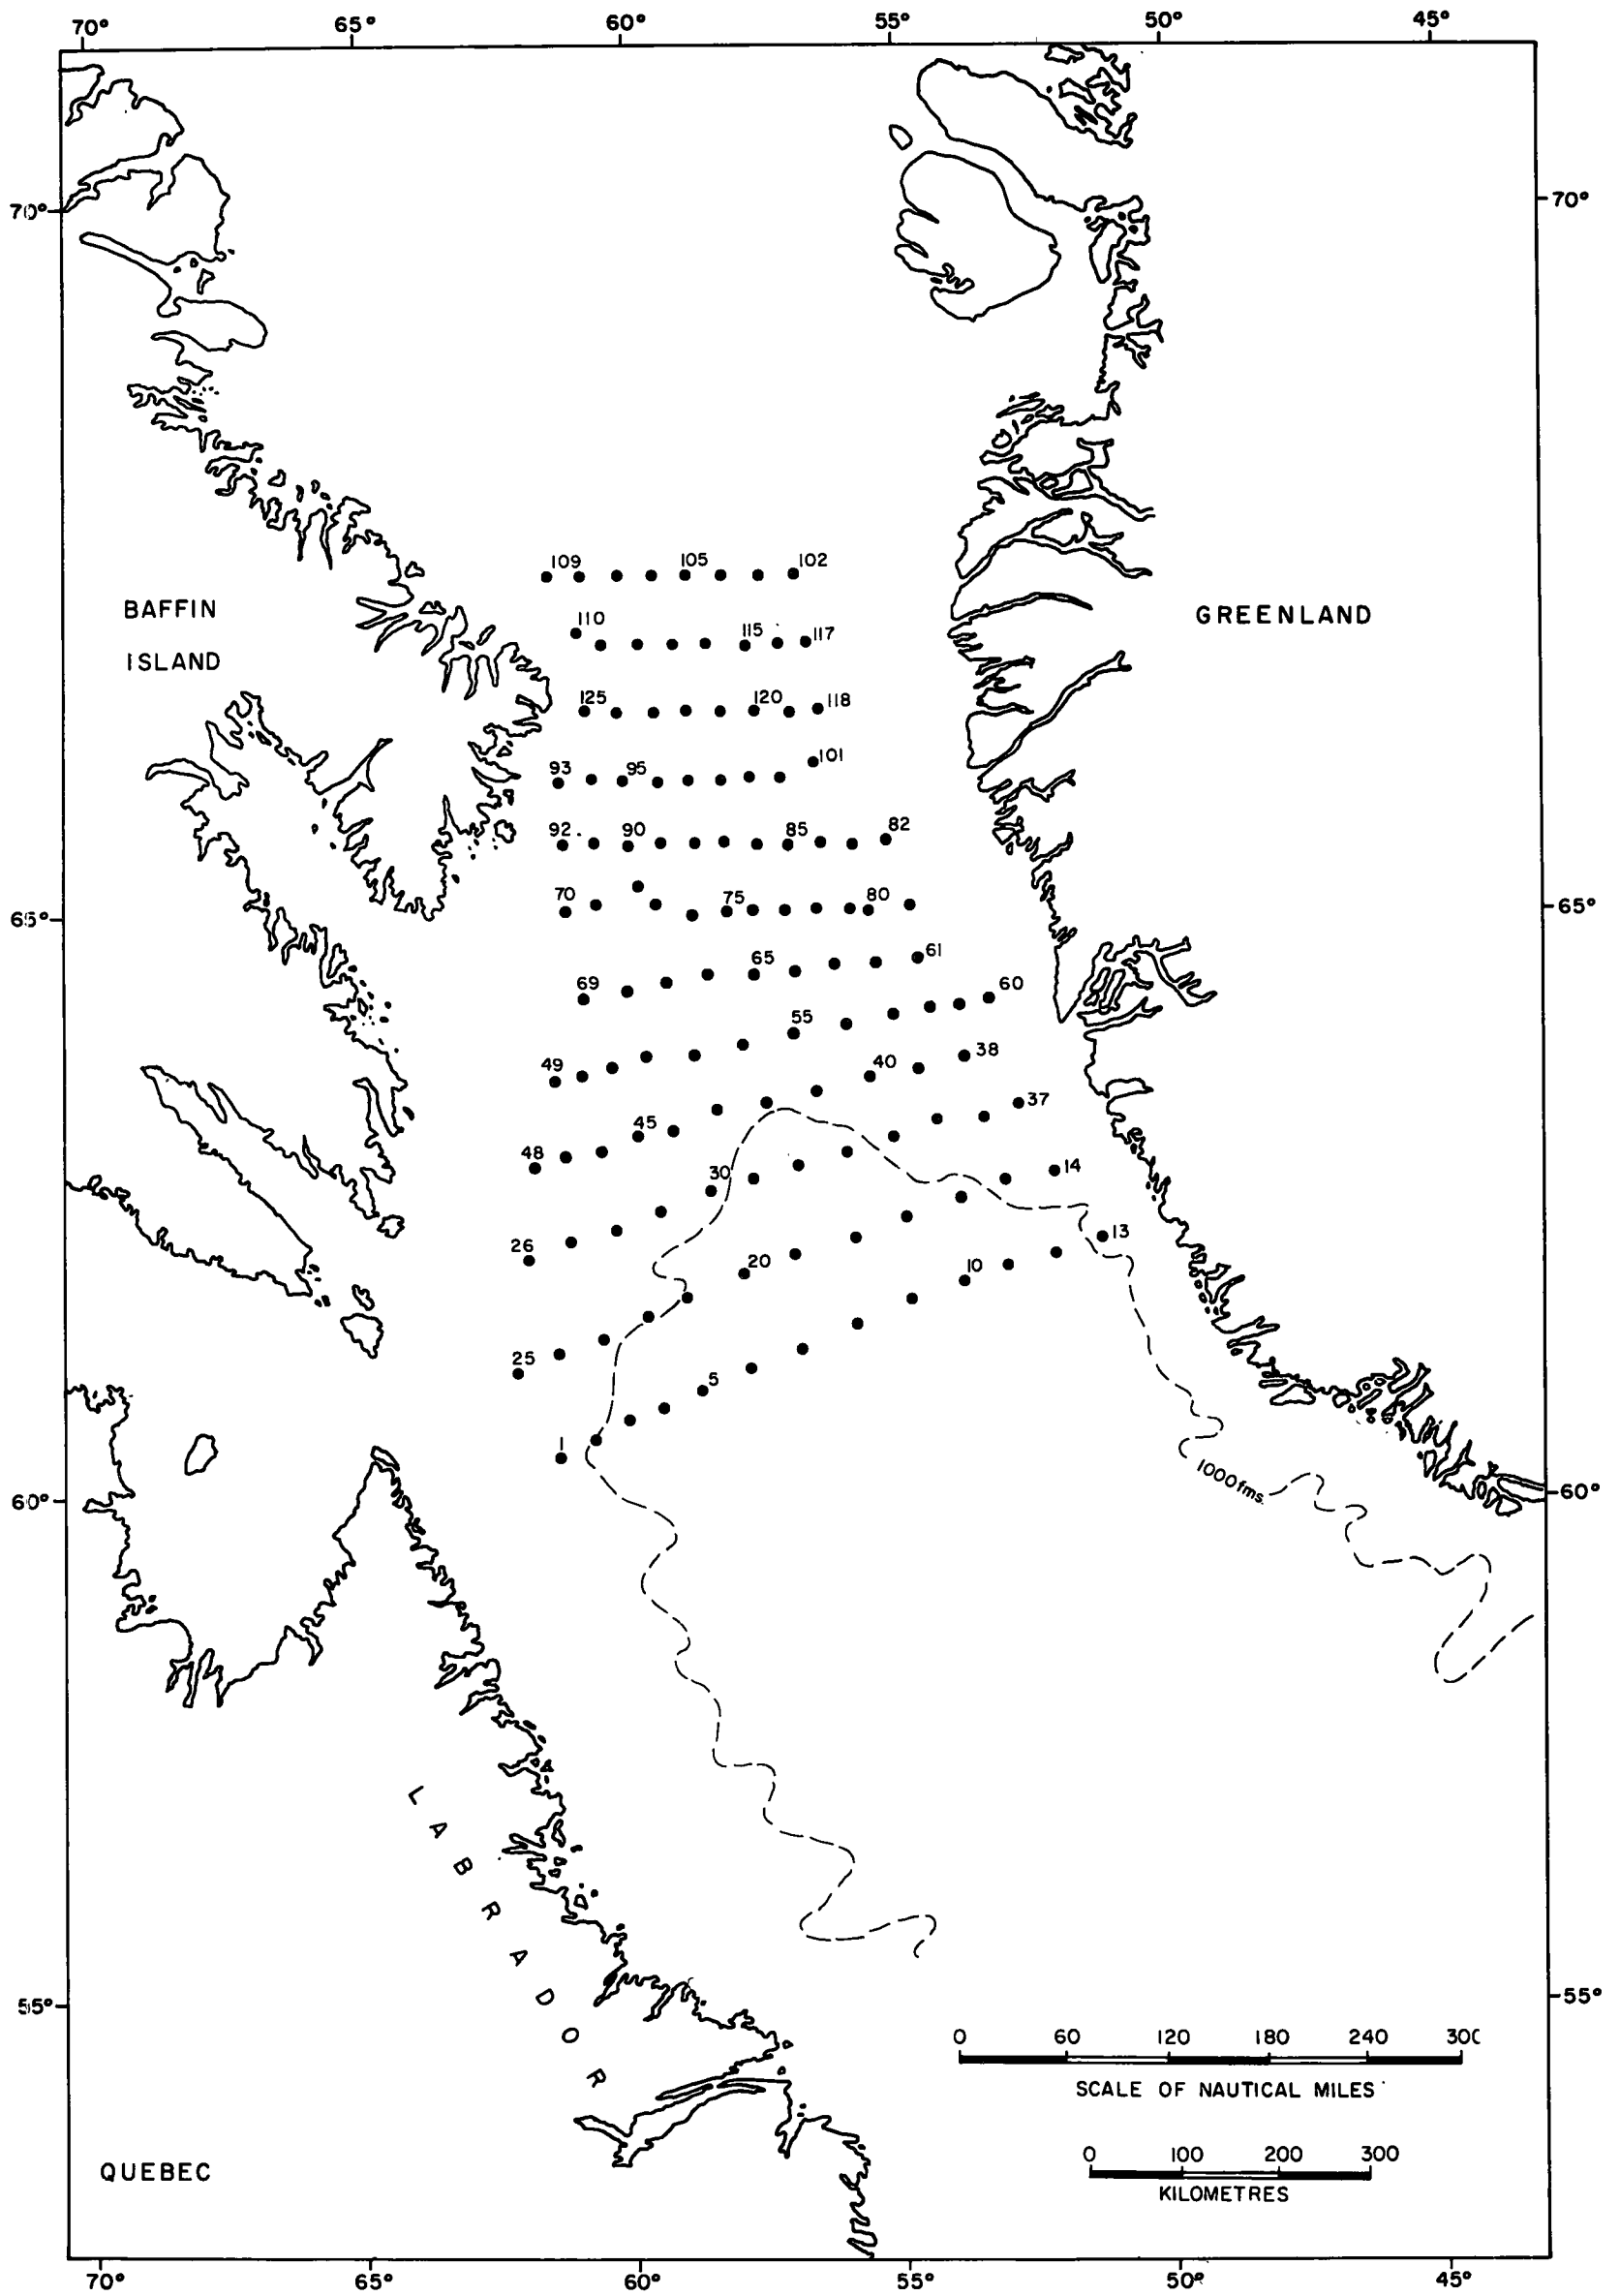 70° 65° 60° 55° 50° 45°
70° 70°
109 105 102
BAFFIN
ISLAND
GREENLAND
110 115 117
125 120 118
93 95 101
92 90 85 82
70 75 80
65° 65°
69 65 61
60
55
49 40 38
48 45 37
30 14
26 20 13
10
25 5
1
1000fms.
60° 60°
LABRADOR
55° 55°
0 60 120 180 240 300
SCALE OF NAUTICAL MILES
0 100 200 300
KILOMETRES
QUEBEC
70° 65° 60° 55° 50° 45°